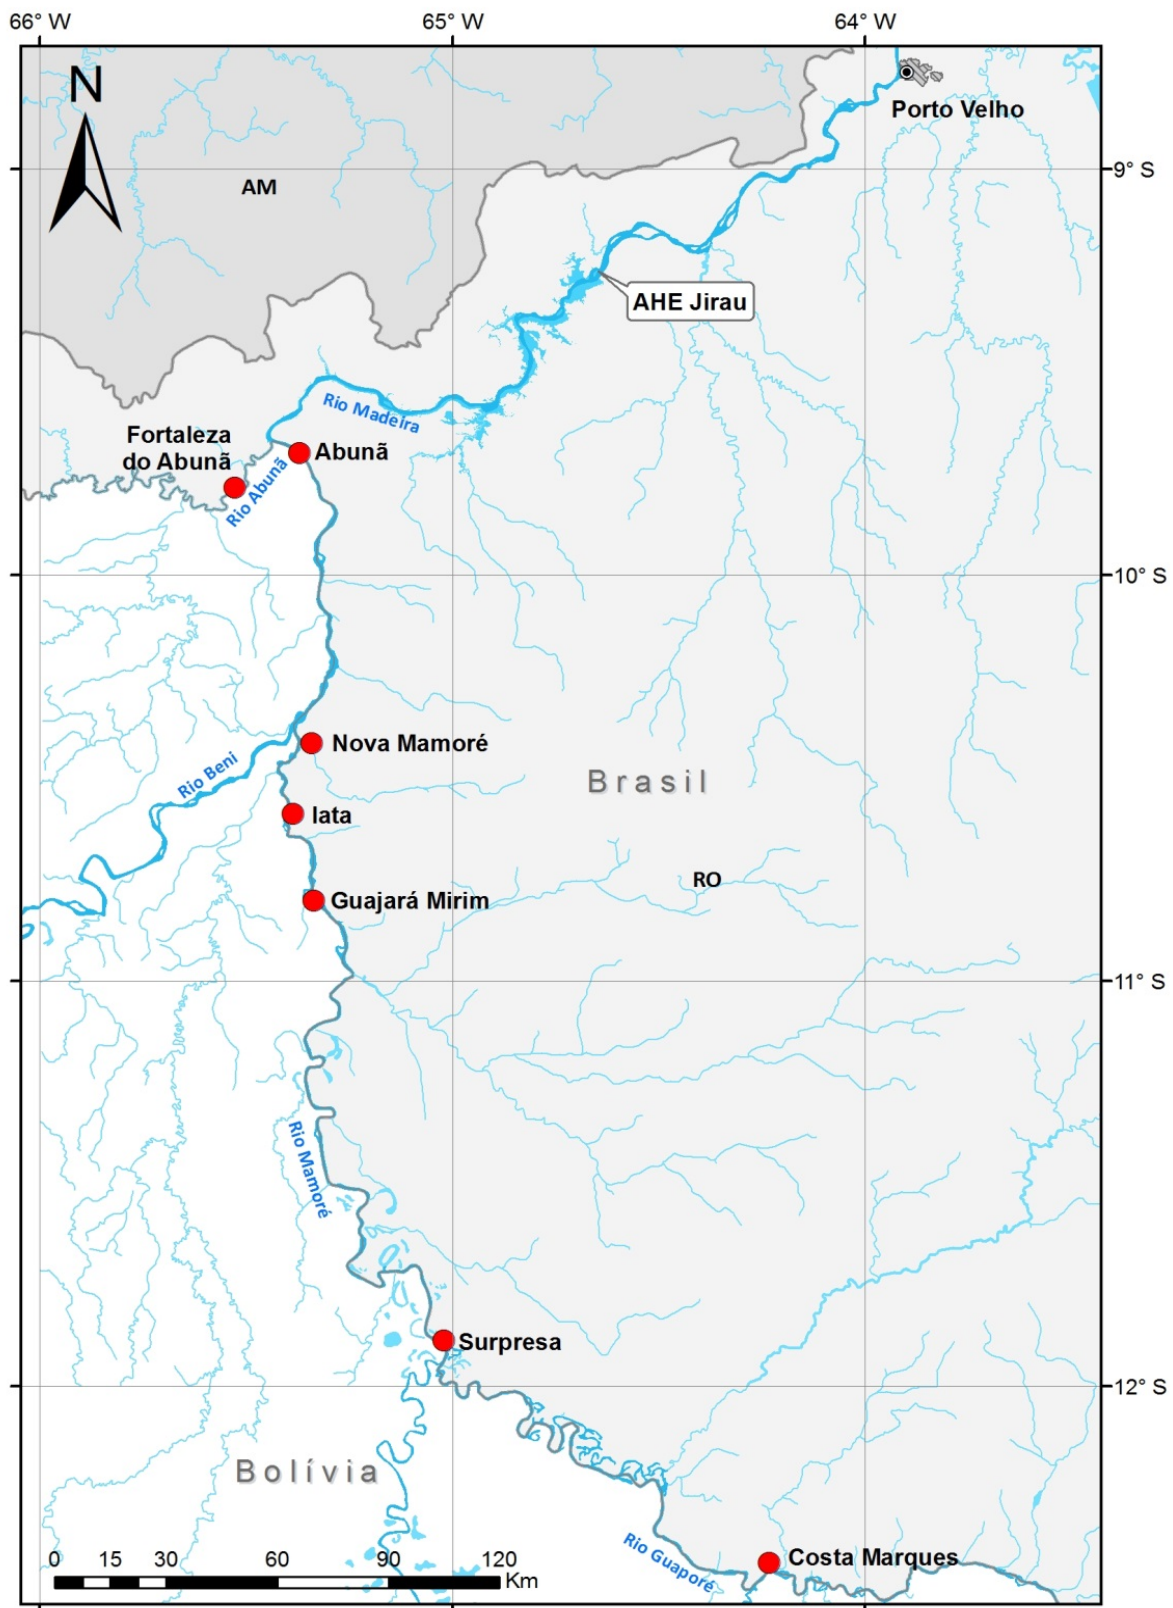 66° W
65° W
64° W
N
Porto Velho
9° S
AM
AHE Jirau
Rio Madeira
Fortaleza
do Abunã
Abunã
Rio Abunã
10° S
Nova Mamoré
Rio Beni
Brasil
Iata
RO
Guajará Mirim
11° S
Rio Mamoré
Surpresa
12° S
Bolívia
Rio Guaporé
Costa Marques
0 15 30 60 90 120
Km